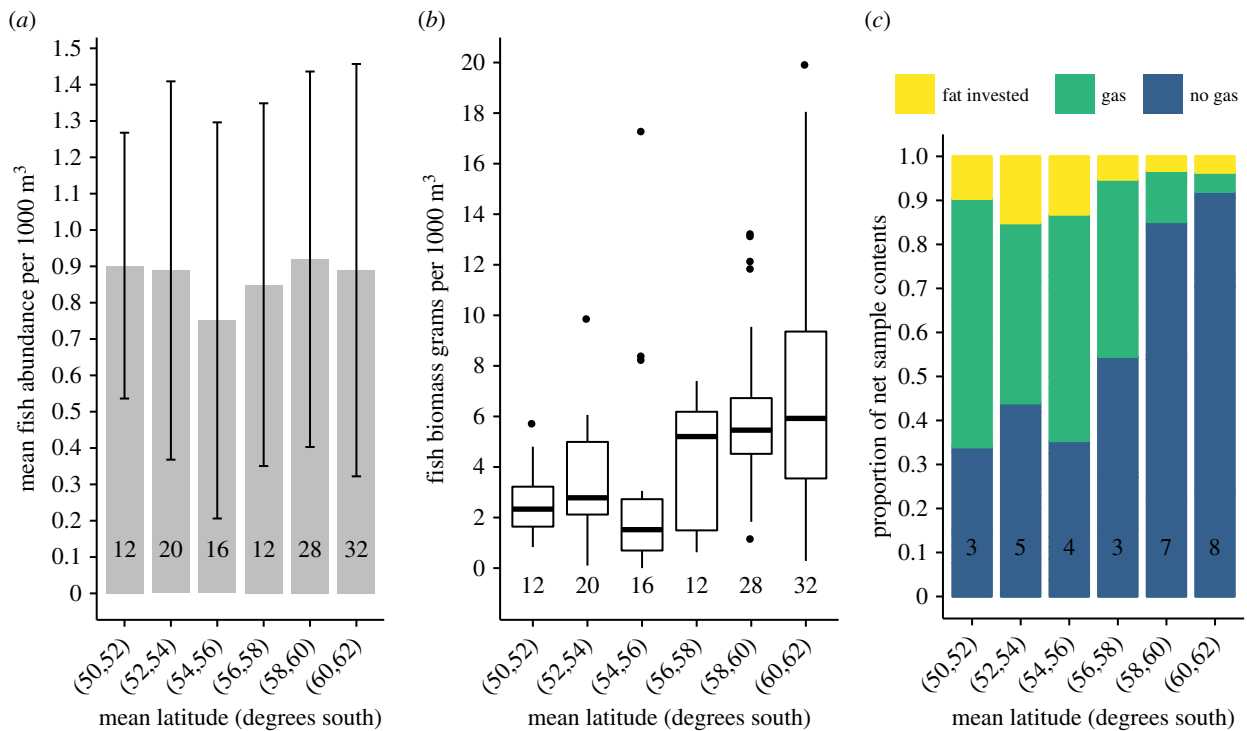 (a)
mean fish abundance per 1000 m³
1.5
1.4
1.3
1.2
1.1
1.0
0.9
0.8
0.7
0.6
0.5
0.4
0.3
0.2
0.1
0
12 20 16 12 28 32
(50,52) (52,54) (54,56) (56,58) (58,60) (60,62)
mean latitude (degrees south)
(b)
fish biomass grams per 1000 m³
20
18
16
14
12
10
8
6
4
2
0
12 20 16 12 28 32
(50,52) (52,54) (54,56) (56,58) (58,60) (60,62)
mean latitude (degrees south)
(c)
fat invested gas no gas
proportion of net sample contents
1.0
0.9
0.8
0.7
0.6
0.5
0.4
0.3
0.2
0.1
0
3 5 4 3 7 8
(50,52) (52,54) (54,56) (56,58) (58,60) (60,62)
mean latitude (degrees south)